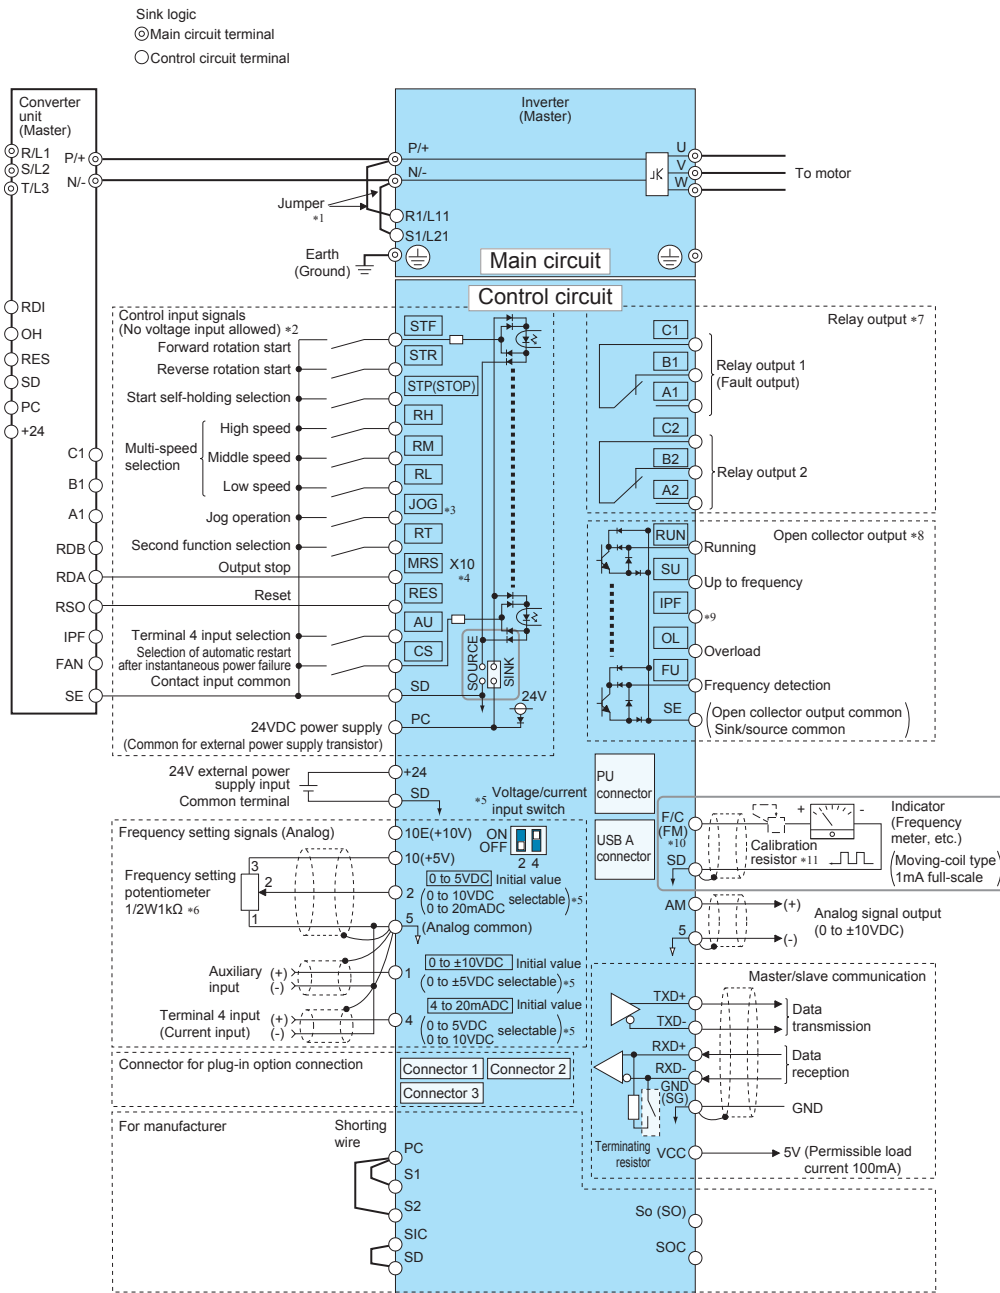 Sink logic
Main circuit terminal
Control circuit terminal
Converter
unit
(Master)
R/L1
S/L2
T/L3
P/+
N/-
RDI
OH
RES
SD
PC
+24
C1
B1
A1
RDB
RDA
RSO
IPF
FAN
SE
Inverter
(Master)
P/+
N/-
R1/L11
S1/L21
Jumper
*1
Earth
(Ground)
U
V
W
To motor
Main circuit
Control circuit
Control input signals
(No voltage input allowed) *2
Forward rotation start
Reverse rotation start
Start self-holding selection
Multi-speed
selection
High speed
Middle speed
Low speed
Jog operation
Second function selection
Output stop
Reset
Terminal 4 input selection
Selection of automatic restart
after instantaneous power failure
Contact input common
24VDC power supply
(Common for external power supply transistor)
STF
STR
STP(STOP)
RH
RM
RL
JOG *3
RT
MRS X10
*4
RES
AU
CS
SD
PC
SOURCE
SINK
24V
Relay output *7
C1
B1
A1
Relay output 1
(Fault output)
C2
B2
A2
Relay output 2
Open collector output *8
RUN
Running
SU
Up to frequency
IPF
*9
OL
Overload
FU
Frequency detection
SE
(Open collector output common
Sink/source common)
24V external power
supply input
Common terminal
+24
SD
*5 Voltage/current
input switch
ON
OFF
2 4
PU
connector
USB A
connector
Frequency setting signals (Analog)
Frequency setting
potentiometer
1/2W1kΩ *6
3
2
1
10E(+10V)
10(+5V)
2
0 to 5VDC Initial value
(0 to 10VDC
0 to 20mADC selectable) *5
5
(Analog common)
Auxiliary
input
(+)
(-)
1
0 to ±10VDC Initial value
(0 to ±5VDC selectable) *5
Terminal 4 input
(Current input)
(+)
(-)
4
4 to 20mADC Initial value
(0 to 5VDC
0 to 10VDC selectable) *5
F/C
(FM)
*10
SD
Calibration
resistor *11
+ -
Indicator
(Frequency
meter, etc.)
(Moving-coil type
1mA full-scale)
AM
5
(+)
(-)
Analog signal output
(0 to ±10VDC)
Master/slave communication
TXD+
TXD-
Data
transmission
RXD+
RXD-
Data
reception
GND
(SG)
GND
Terminating
resistor
VCC
5V (Permissible load
current 100mA)
Connector for plug-in option connection
Connector 1
Connector 2
Connector 3
For manufacturer
Shorting
wire
PC
S1
S2
SIC
SD
So (SO)
SOC